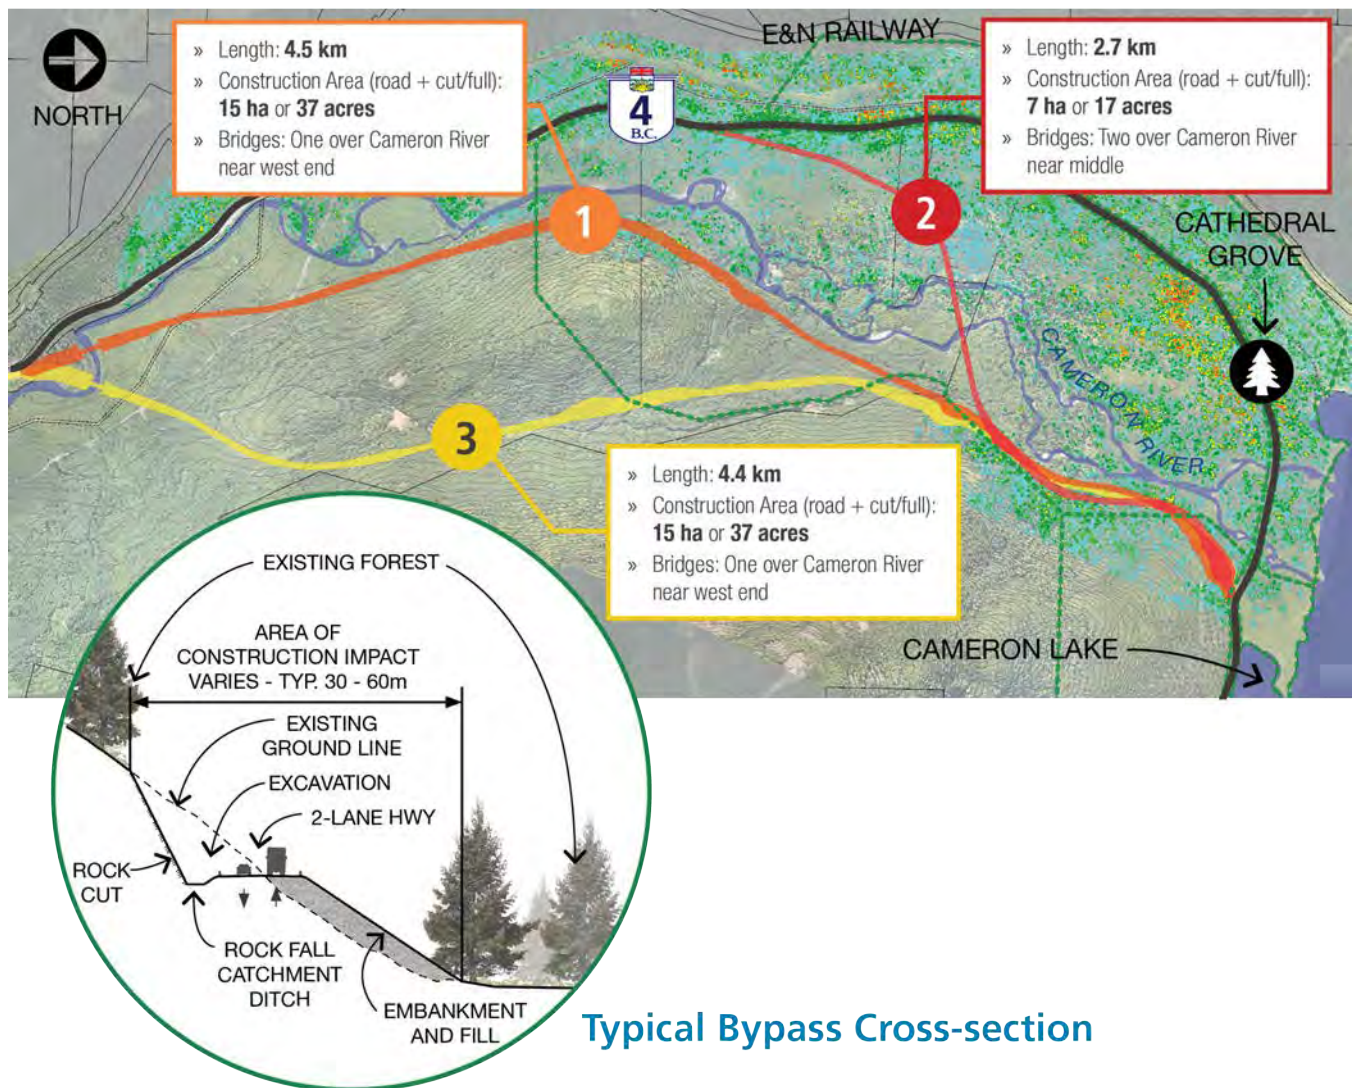 NORTH
» Length: 4.5 km
» Construction Area (road + cut/full):
15 ha or 37 acres
» Bridges: One over Cameron River
near west end
E&N RAILWAY
4
B.C.
» Length: 2.7 km
» Construction Area (road + cut/full):
7 ha or 17 acres
» Bridges: Two over Cameron River
near middle
1
2
CATHEDRAL
GROVE
CAMERON RIVER
3
» Length: 4.4 km
» Construction Area (road + cut/full):
15 ha or 37 acres
» Bridges: One over Cameron River
near west end
CAMERON LAKE
EXISTING FOREST
AREA OF
CONSTRUCTION IMPACT
VARIES - TYP. 30 - 60m
EXISTING
GROUND LINE
EXCAVATION
2-LANE HWY
ROCK
CUT
ROCK FALL
CATCHMENT
DITCH
EMBANKMENT
AND FILL
Typical Bypass Cross-section